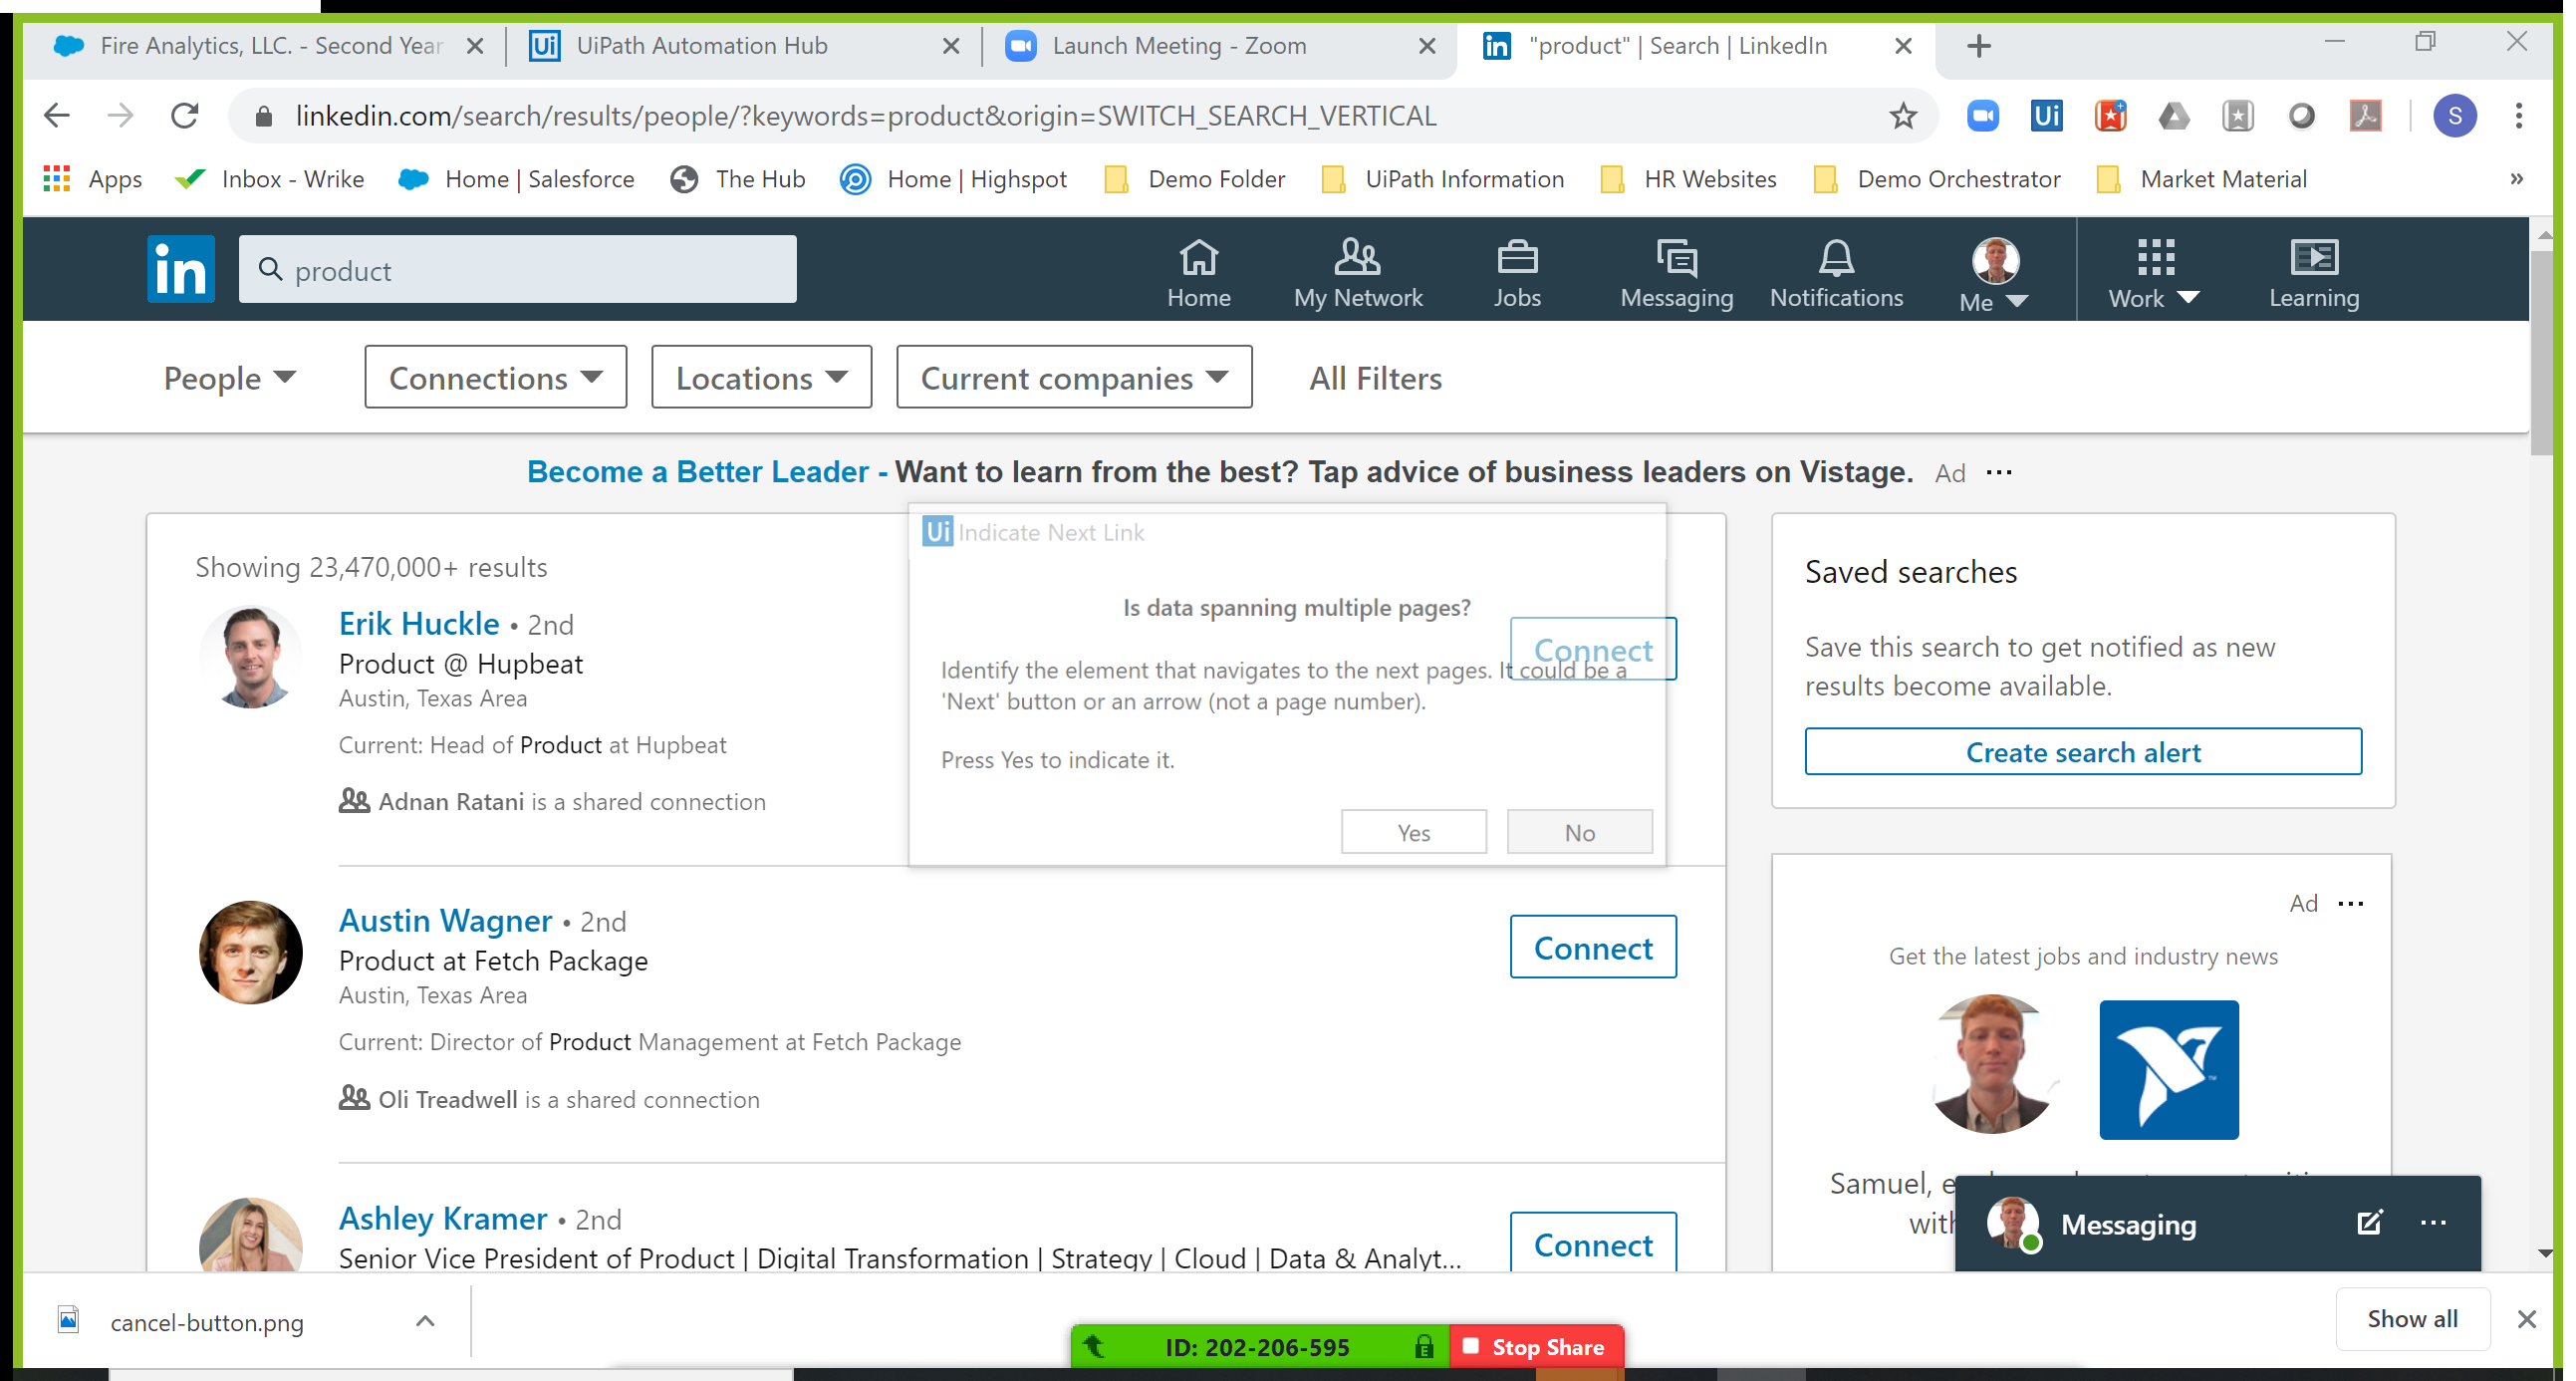 Fire Analytics, LLC. - Second Year
UiPath Automation Hub
Launch Meeting - Zoom
"product" | Search | LinkedIn
linkedin.com/search/results/people/?keywords=product&origin=SWITCH_SEARCH_VERTICAL
Ui
S
Apps
Inbox - Wrike
Home | Salesforce
The Hub
Home | Highspot
Demo Folder
UiPath Information
HR Websites
Demo Orchestrator
Market Material
»
in
product
Home
My Network
Jobs
Messaging
Notifications
Me
Work
Learning
People
Connections
Locations
Current companies
All Filters
Become a Better Leader - Want to learn from the best? Tap advice of business leaders on Vistage. Ad ...
Showing 23,470,000+ results
Erik Huckle • 2nd
Product @ Hupbeat
Austin, Texas Area
Current: Head of Product at Hupbeat
Adnan Ratani is a shared connection
Connect
Ui Indicate Next Link
Is data spanning multiple pages?
Identify the element that navigates to the next pages. It could be a
'Next' button or an arrow (not a page number).
Press Yes to indicate it.
Yes
No
Austin Wagner • 2nd
Product at Fetch Package
Austin, Texas Area
Current: Director of Product Management at Fetch Package
Oli Treadwell is a shared connection
Connect
Ashley Kramer • 2nd
Senior Vice President of Product | Digital Transformation | Strategy | Cloud | Data & Analyt...
Connect
Saved searches
Save this search to get notified as new
results become available.
Create search alert
Ad ...
Get the latest jobs and industry news
Samuel,
Messaging
cancel-button.png
ID: 202-206-595
Stop Share
Show all